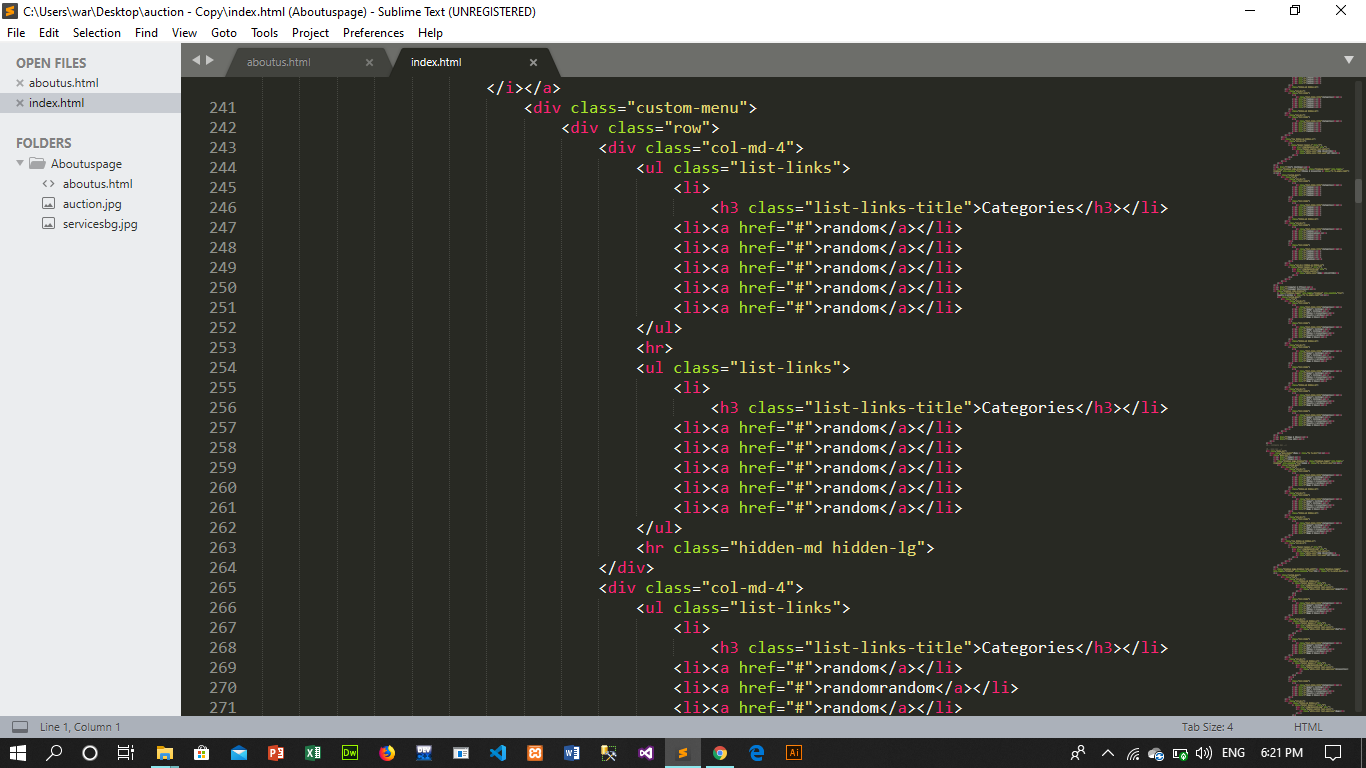 C:\Users\war\Desktop\auction - Copy\index.html (Aboutuspage) - Sublime Text (UNREGISTERED)
File Edit Selection Find View Goto Tools Project Preferences Help
OPEN FILES
aboutus.html
index.html
FOLDERS
Aboutuspage
aboutus.html
auction.jpg
servicesbg.jpg
aboutus.html index.html
</i></a>
241 <div class="custom-menu">
242 <div class="row">
243 <div class="col-md-4">
244 <ul class="list-links">
245 <li>
246 <h3 class="list-links-title">Categories</h3></li>
247 <li><a href="#">random</a></li>
248 <li><a href="#">random</a></li>
249 <li><a href="#">random</a></li>
250 <li><a href="#">random</a></li>
251 <li><a href="#">random</a></li>
252 </ul>
253 <hr>
254 <ul class="list-links">
255 <li>
256 <h3 class="list-links-title">Categories</h3></li>
257 <li><a href="#">random</a></li>
258 <li><a href="#">random</a></li>
259 <li><a href="#">random</a></li>
260 <li><a href="#">random</a></li>
261 <li><a href="#">random</a></li>
262 </ul>
263 <hr class="hidden-md hidden-lg">
264 </div>
265 <div class="col-md-4">
266 <ul class="list-links">
267 <li>
268 <h3 class="list-links-title">Categories</h3></li>
269 <li><a href="#">random</a></li>
270 <li><a href="#">randomrandom</a></li>
271 <li><a href="#">random</a></li>
Line 1, Column 1 Tab Size: 4 HTML
Dw Ai ENG 6:21 PM